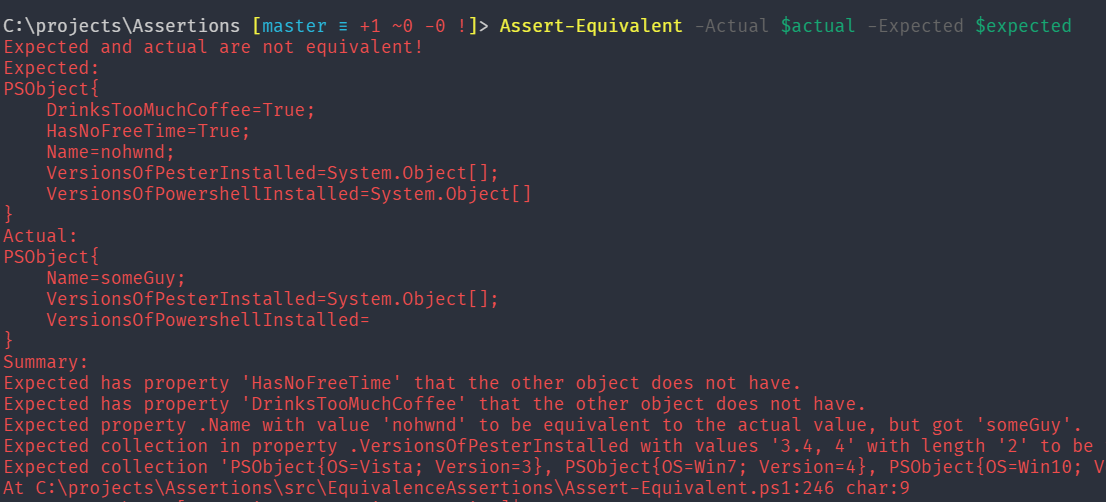 C:\projects\Assertions [master ≡ +1 ~0 -0 !]> Assert-Equivalent -Actual $actual -Expected $expected
Expected and actual are not equivalent!
Expected:
PSObject{
    DrinksTooMuchCoffee=True;
    HasNoFreeTime=True;
    Name=nohwnd;
    VersionsOfPesterInstalled=System.Object[];
    VersionsOfPowershellInstalled=System.Object[]
}
Actual:
PSObject{
    Name=someGuy;
    VersionsOfPesterInstalled=System.Object[];
    VersionsOfPowershellInstalled=
}
Summary:
Expected has property 'HasNoFreeTime' that the other object does not have.
Expected has property 'DrinksTooMuchCoffee' that the other object does not have.
Expected property .Name with value 'nohwnd' to be equivalent to the actual value, but got 'someGuy'.
Expected collection in property .VersionsOfPesterInstalled with values '3.4, 4' with length '2' to be
Expected collection 'PSObject{OS=Vista; Version=3}, PSObject{OS=Win7; Version=4}, PSObject{OS=Win10; V
At C:\projects\Assertions\src\EquivalenceAssertions\Assert-Equivalent.ps1:246 char:9